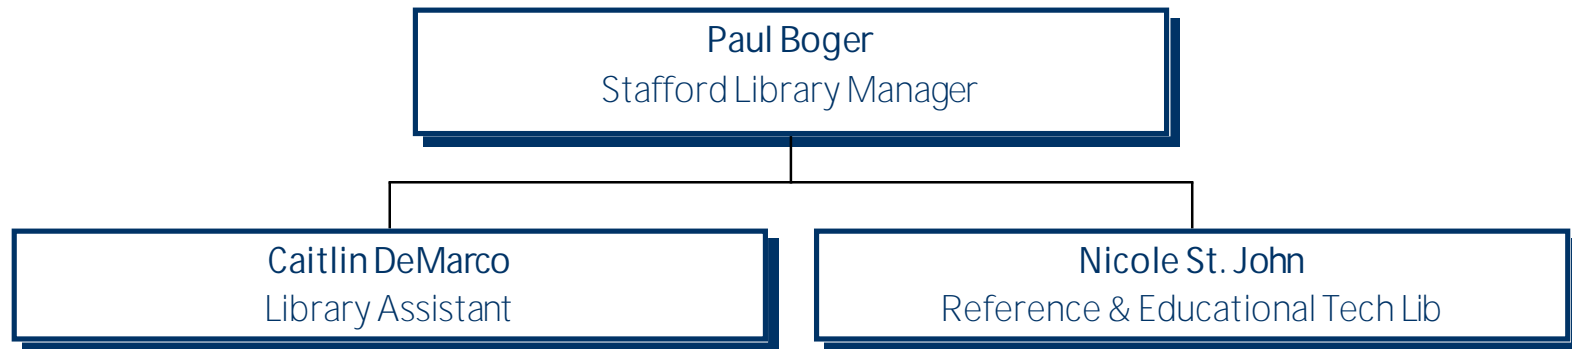 Paul Boger
Stafford Library Manager
Caitlin DeMarco
Library Assistant
Nicole St. John
Reference & Educational Tech Lib